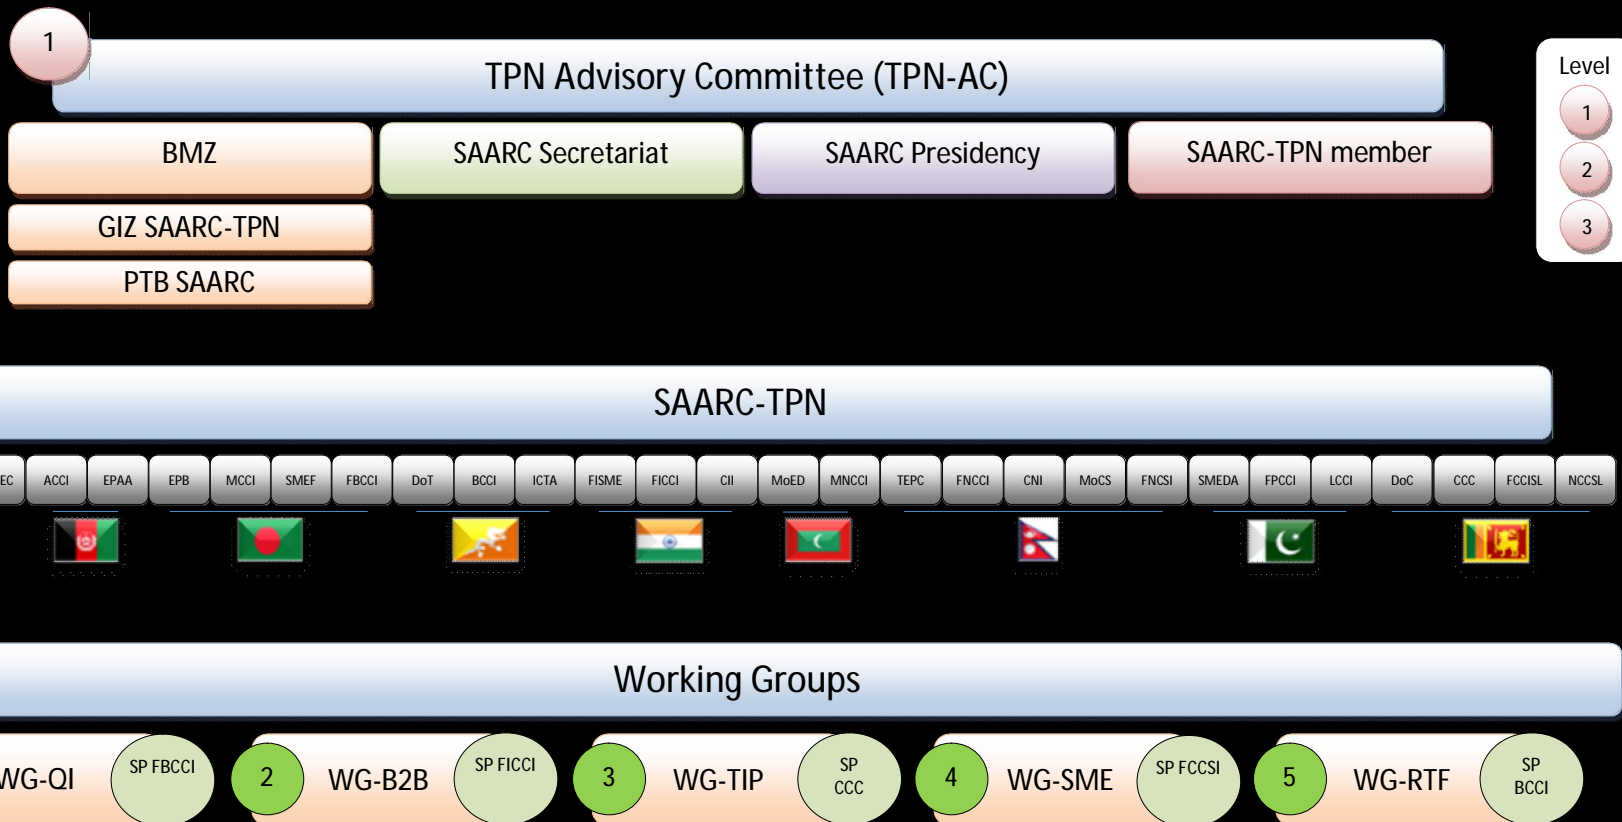 1
TPN Advisory Committee (TPN-AC)
Level
1
2
3
BMZ
SAARC Secretariat
SAARC Presidency
SAARC-TPN member
GIZ SAARC-TPN
PTB SAARC
SAARC-TPN
EC
ACCI
EPAA
EPB
MCCI
SMEF
FBCCI
DoT
BCCI
ICTA
FISME
FICCI
CII
MoED
MNCCI
TEPC
FNCCI
CNI
MoCS
FNCSI
SMEDA
FPCCI
LCCI
DoC
CCC
FCCISL
NCCSL
Working Groups
WG-QI
SP FBCCI
2
WG-B2B
SP FICCI
3
WG-TIP
SP
CCC
4
WG-SME
SP FCCSI
5
WG-RTF
SP
BCCI